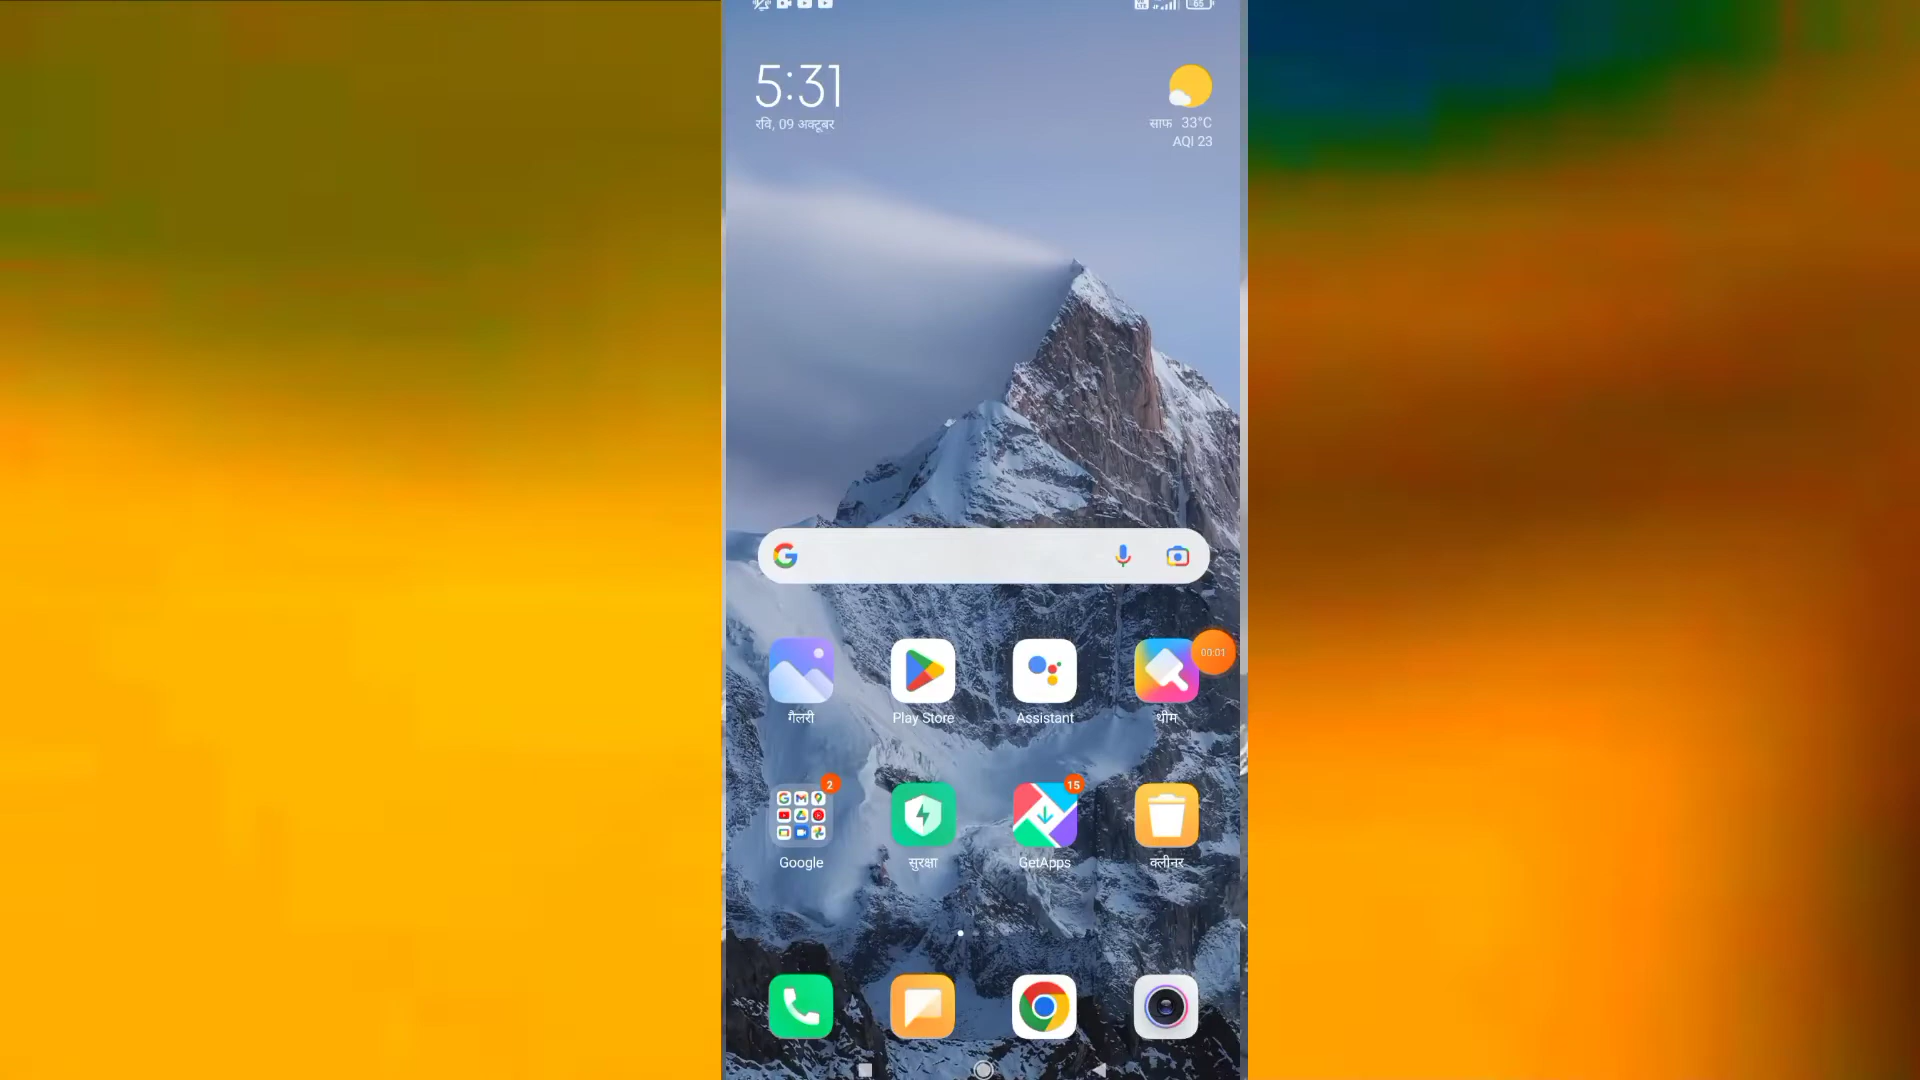 65
5:31
रवि, 09 अक्टूबर
साफ 33°C
AQI 23
गैलरी
Play Store
Assistant
थीम
00:01
2
15
Google
सुरक्षा
GetApps
क्लीनर